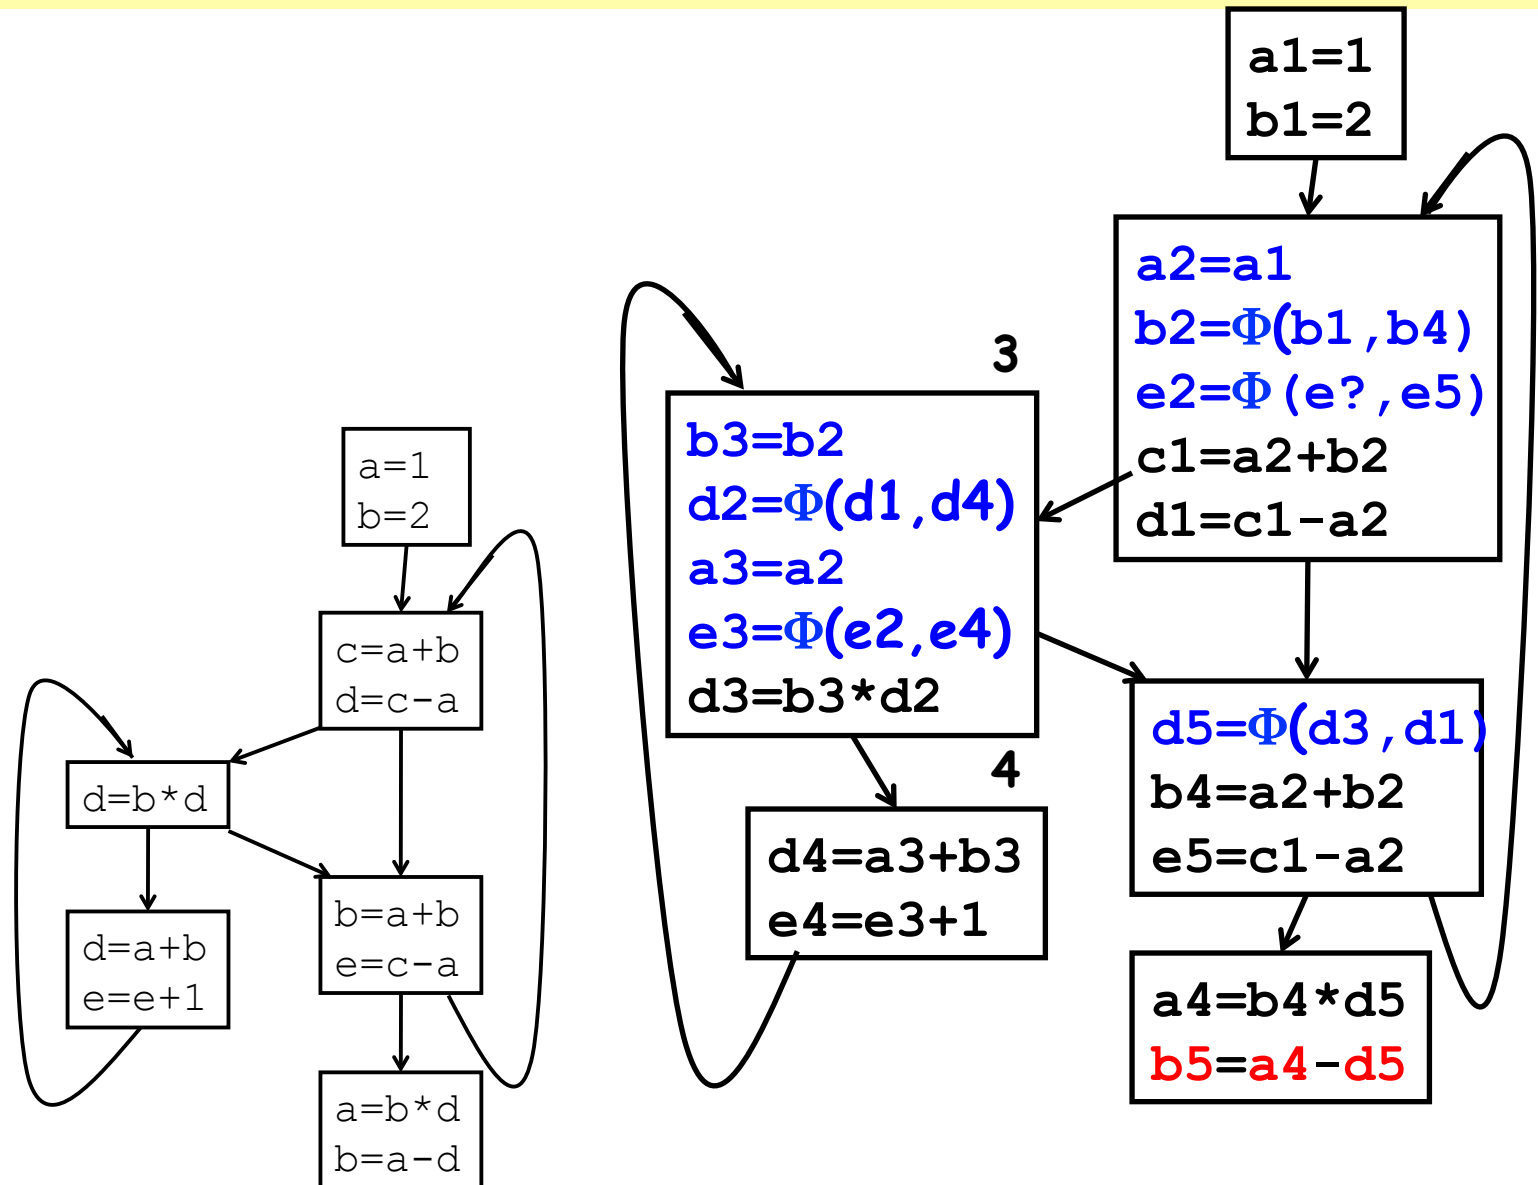 a=1
b=2
c=a+b
d=c-a
d=b*d
d=a+b
e=e+1
b=a+b
e=c-a
a=b*d
b=a-d
a1=1
b1=2
a2=a1
b2=Φ(b1,b4)
e2=Φ(e?,e5)
c1=a2+b2
d1=c1-a2
3
b3=b2
d2=Φ(d1,d4)
a3=a2
e3=Φ(e2,e4)
d3=b3*d2
4
d4=a3+b3
e4=e3+1
d5=Φ(d3,d1)
b4=a2+b2
e5=c1-a2
a4=b4*d5
b5=a4-d5